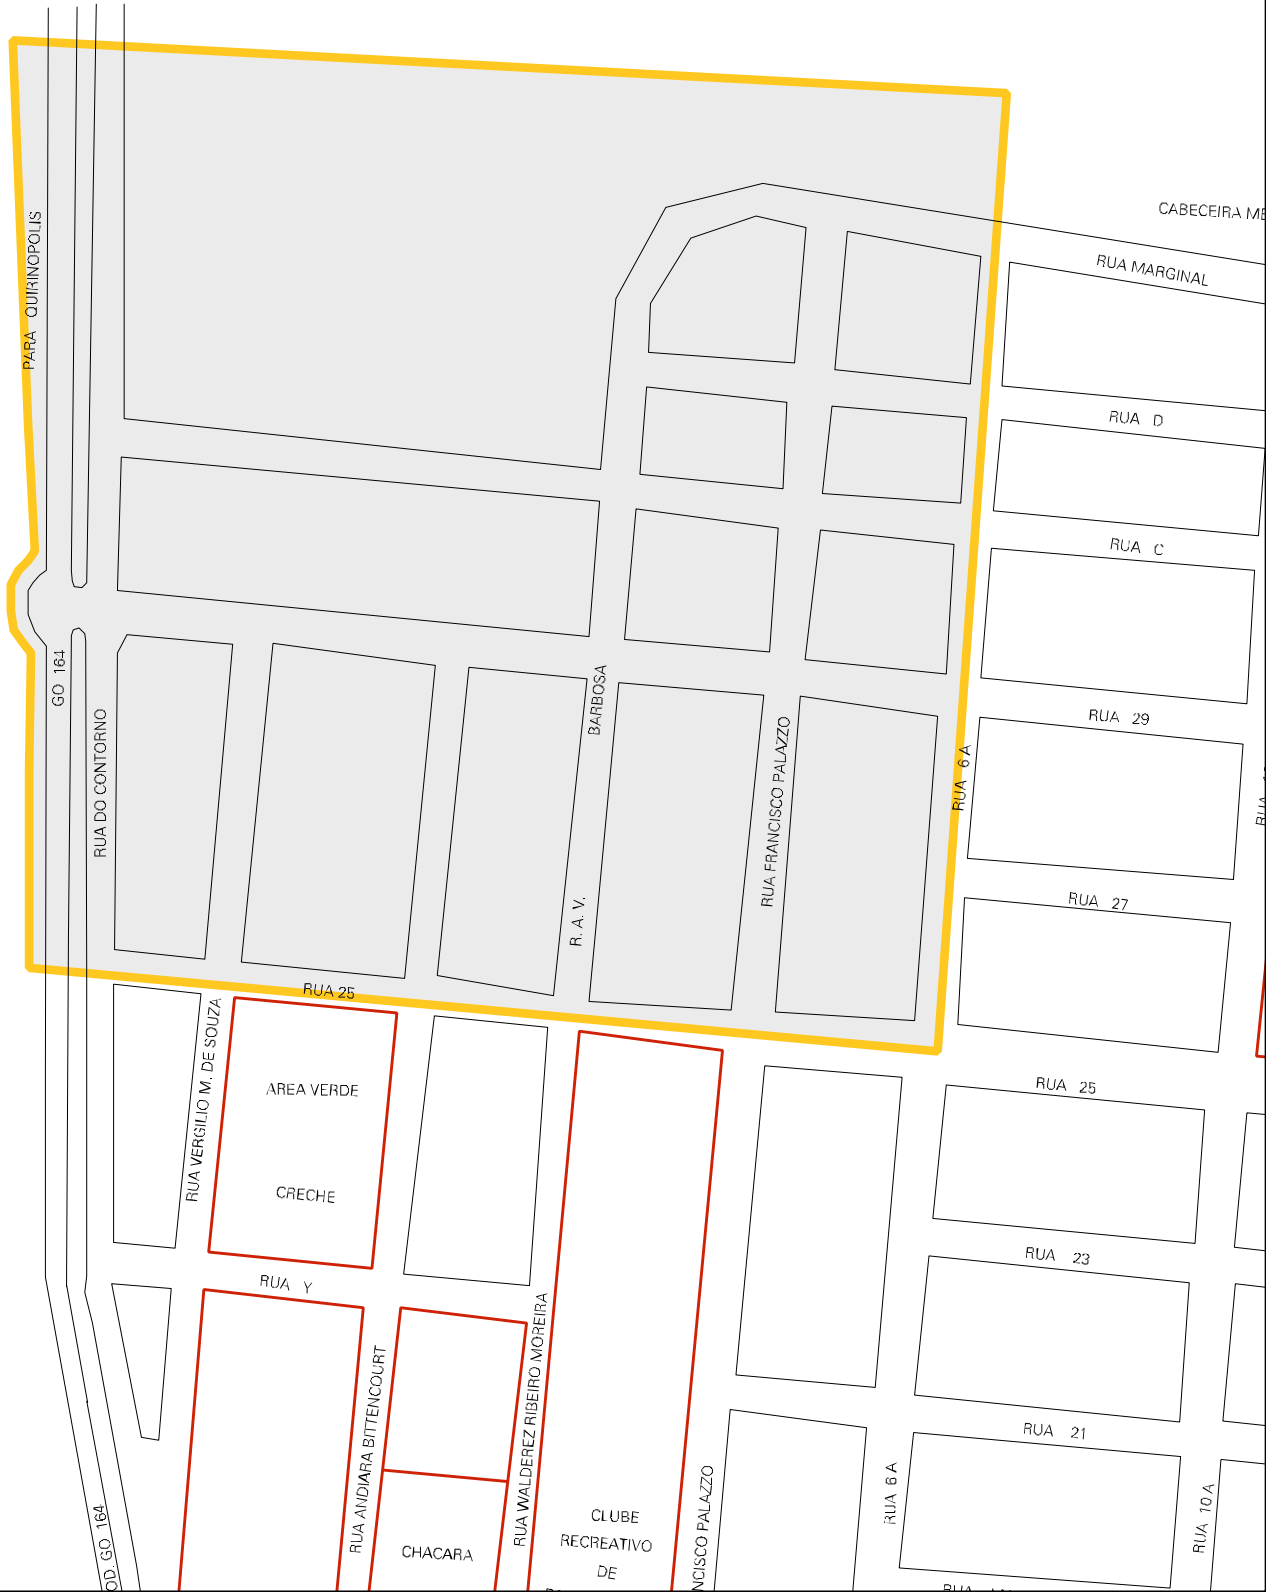 CABECEIRA
RUA MARGINAL
PARA QUIRINOPOLIS
RUA D
RUA C
GO 164
RUA DO CONTORNO
BARBOSA
RUA FRANCISCO PALAZZO
RUA 29
RUA 6 A
RUA 27
R. A. V.
RUA 25
RUA VERGILIO M. DE SOUZA
AREA VERDE
RUA 25
CRECHE
RUA 23
RUA Y
RUA ANDIARA BITTENCOURT
RUA WALDEREZ RIBEIRO MOREIRA
RUA 21
RUA 6 A
RUA 10 A
NCISCO PALAZZO
OD. GO 164
CHACARA
CLUBE
RECREATIVO
DE